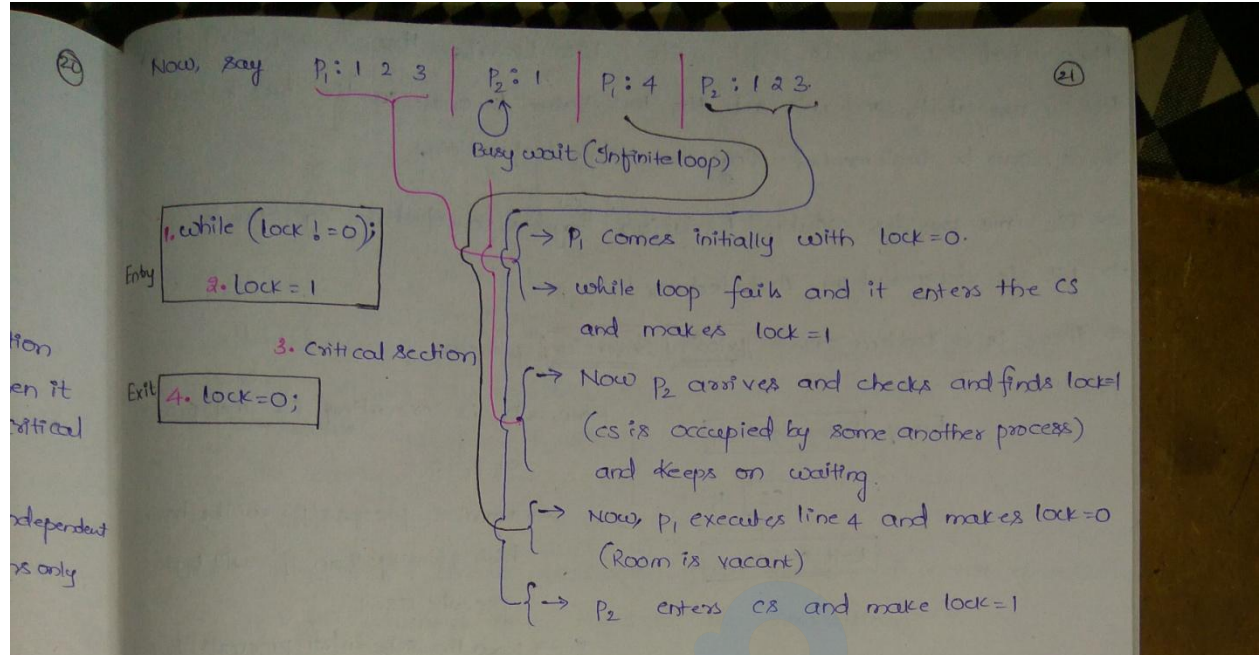 20
21
Now, say P₁: 1 2 3 | P₂: 1 | P₁: 4 | P₂: 1 2 3.
Busy wait (Infinite loop)
1. while (lock != 0);
Entry
2. lock = 1
3. Critical section
Exit
4. lock=0;
→ P₁ comes initially with lock=0.
→ while loop fails and it enters the CS
and makes lock=1
→ Now P₂ arrives and checks and finds lock=1
(CS is occupied by some another process)
and keeps on waiting.
→ Now, P₁ executes line 4 and makes lock=0
(Room is vacant)
→ P₂ enters CS and make lock=1
tion
en it
critical
independent
rs only